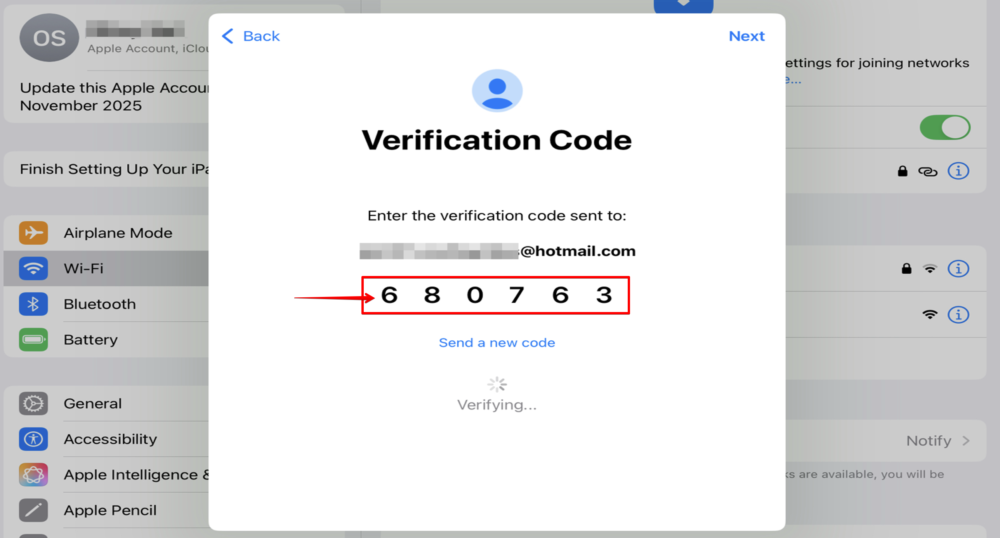 OS
Apple Account, iClou
Update this Apple Accou
November 2025
Finish Setting Up Your iPa
Airplane Mode
Wi-Fi
Bluetooth
Battery
General
Accessibility
Apple Intelligence &
Apple Pencil
Back
Next
Verification Code
Enter the verification code sent to:
@hotmail.com
6 8 0 7 6 3
Send a new code
Verifying...
ettings for joining networks
e...
Notify
ks are available, you will be